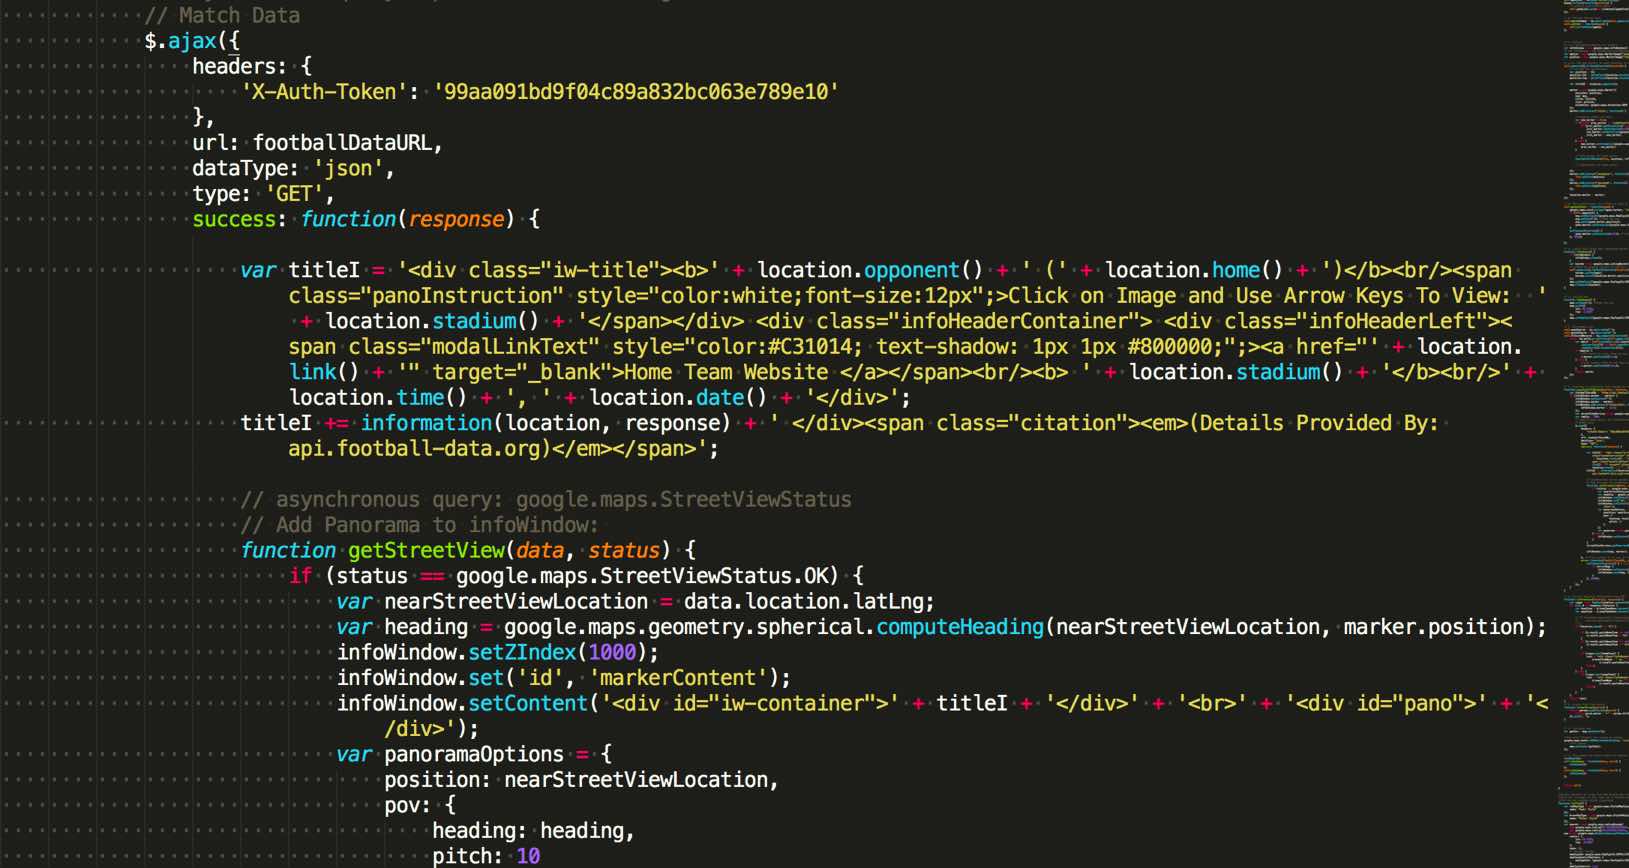 // Match Data
$.ajax({
headers: {
'X-Auth-Token': '99aa091bd9f04c89a832bc063e789e10'
},
url: footballDataURL,
dataType: 'json',
type: 'GET',
success: function(response) {
var titleI = '<div class="iw-title"><b>' + location.opponent() + ' (' + location.home() + ')</b><br/><span
class="panoInstruction" style="color:white;font-size:12px";>Click on Image and Use Arrow Keys To View:  '
+ location.stadium() + '</span></div> <div class="infoHeaderContainer"> <div class="infoHeaderLeft"><
span class="modalLinkText" style="color:#C31014; text-shadow: 1px 1px #800000;";><a href="' + location.
link() + '" target="_blank">Home Team Website </a></span><br/><b> ' + location.stadium() + '</b><br/>' +
location.time() + ', ' + location.date() + '</div>';
titleI += information(location, response) + ' </div><span class="citation"><em>(Details Provided By:
api.football-data.org)</em></span>';
// asynchronous query: google.maps.StreetViewStatus
// Add Panorama to infoWindow:
function getStreetView(data, status) {
if (status == google.maps.StreetViewStatus.OK) {
var nearStreetViewLocation = data.location.latLng;
var heading = google.maps.geometry.spherical.computeHeading(nearStreetViewLocation, marker.position);
infoWindow.setZIndex(1000);
infoWindow.set('id', 'markerContent');
infoWindow.setContent('<div id="iw-container">' + titleI + '</div>' + '<br>' + '<div id="pano">' + '<
/div>');
var panoramaOptions = {
position: nearStreetViewLocation,
pov: {
heading: heading,
pitch: 10